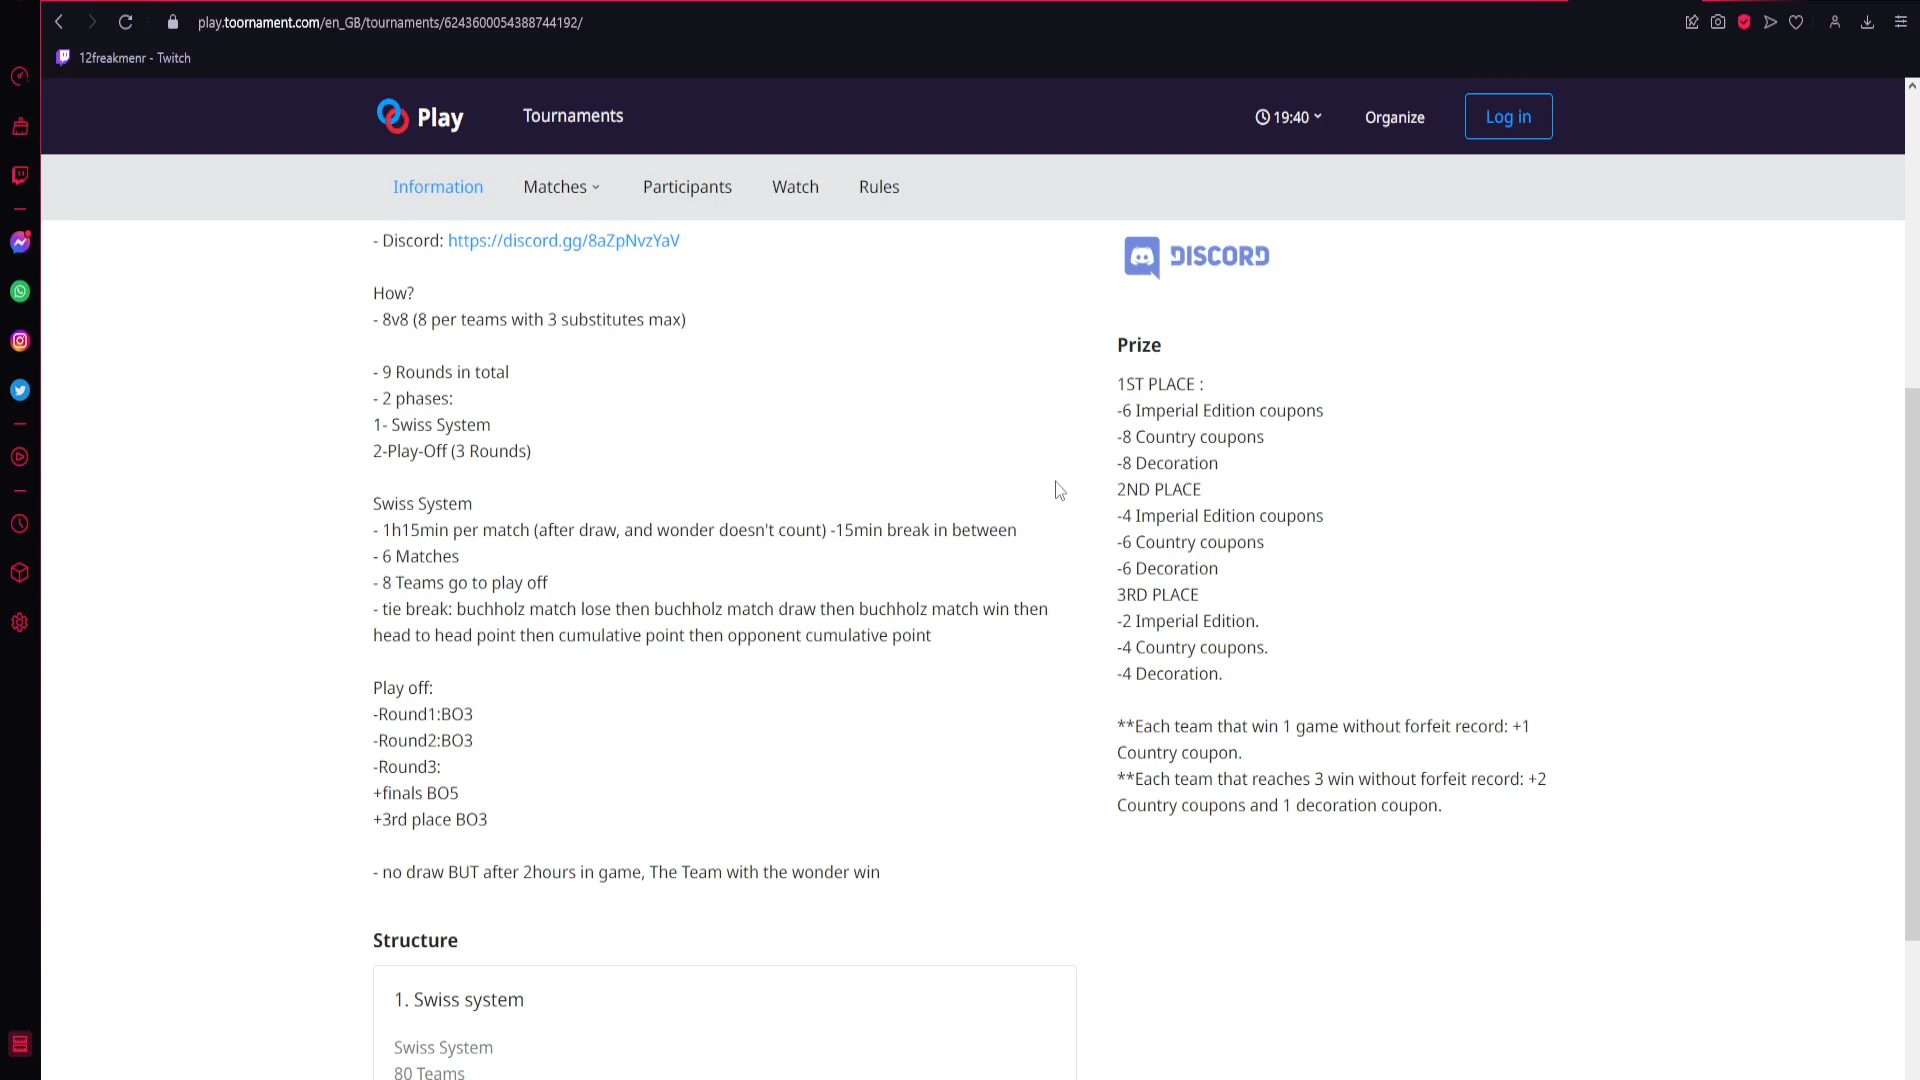 play.toornament.com/en_GB/tournaments/6243600054388744192/
12freakmenr - Twitch
Play
Tournaments
19:40
Organize
Log in
Information
Matches
Participants
Watch
Rules
- Discord: https://discord.gg/8aZpNvzYaV
How?
- 8v8 (8 per teams with 3 substitutes max)
- 9 Rounds in total
- 2 phases:
1- Swiss System
2-Play-Off (3 Rounds)
Swiss System
- 1h15min per match (after draw, and wonder doesn't count) -15min break in between
- 6 Matches
- 8 Teams go to play off
- tie break: buchholz match lose then buchholz match draw then buchholz match win then
head to head point then cumulative point then opponent cumulative point
Play off:
-Round1:BO3
-Round2:BO3
-Round3:
+finals BO5
+3rd place BO3
- no draw BUT after 2hours in game, The Team with the wonder win
Structure
1. Swiss system
Swiss System
80 Teams
DISCORD
Prize
1ST PLACE :
-6 Imperial Edition coupons
-8 Country coupons
-8 Decoration
2ND PLACE
-4 Imperial Edition coupons
-6 Country coupons
-6 Decoration
3RD PLACE
-2 Imperial Edition.
-4 Country coupons.
-4 Decoration.
**Each team that win 1 game without forfeit record: +1
Country coupon.
**Each team that reaches 3 win without forfeit record: +2
Country coupons and 1 decoration coupon.